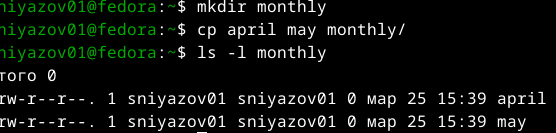 niyazov01@fedora:~$ mkdir monthly
niyazov01@fedora:~$ cp april may monthly/
niyazov01@fedora:~$ ls -l monthly
того 0
rw-r--r--. 1 sniyazov01 sniyazov01 0 мар 25 15:39 april
rw-r--r--. 1 sniyazov01 sniyazov01 0 мар 25 15:39 may